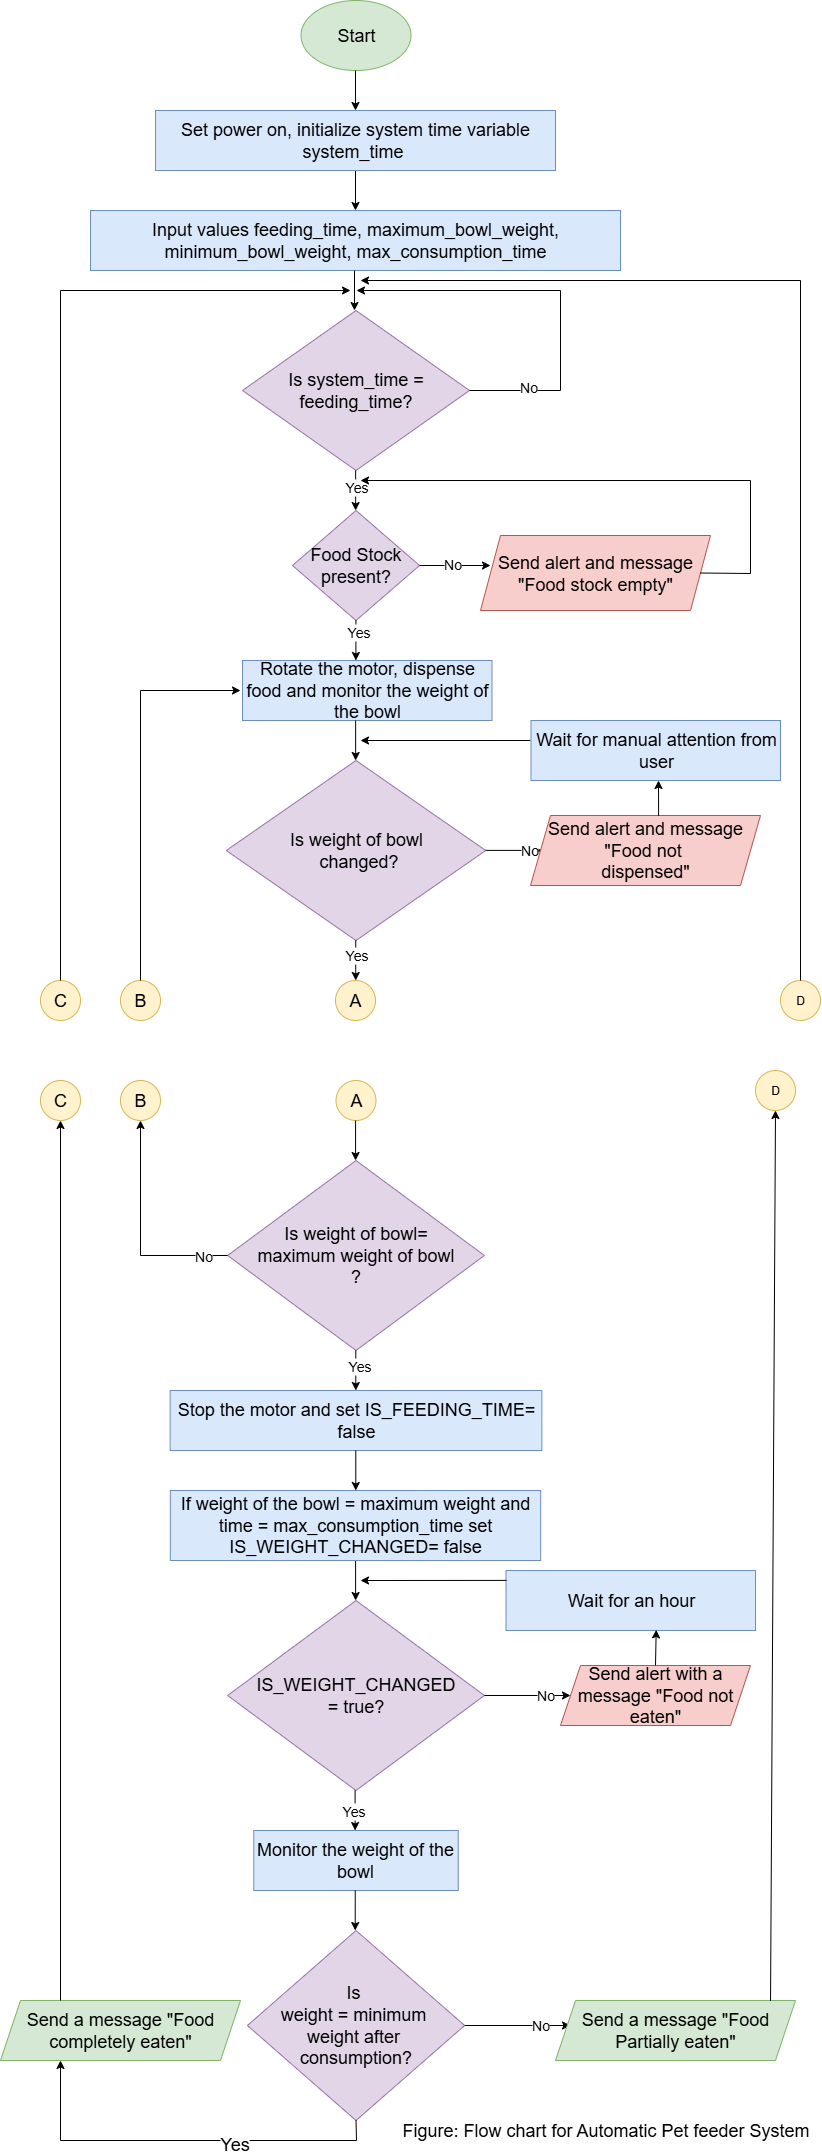 Start
Set power on, initialize system time variable
system_time
Input values feeding_time, maximum_bowl_weight,
minimum_bowl_weight, max_consumption_time
Is system_time =
feeding_time?
No
Yes
Food Stock
present?
No
Send alert and message
"Food stock empty"
Yes
Rotate the motor, dispense
food and monitor the weight of
the bowl
Wait for manual attention from
user
Is weight of bowl
changed?
No
Send alert and message
"Food not
dispensed"
Yes
C
B
A
D
C
B
A
D
Is weight of bowl=
maximum weight of bowl
?
No
Yes
Stop the motor and set IS_FEEDING_TIME=
false
If weight of the bowl = maximum weight and
time = max_consumption_time set
IS_WEIGHT_CHANGED= false
Wait for an hour
IS_WEIGHT_CHANGED
= true?
No
Send alert with a
message "Food not
eaten"
Yes
Monitor the weight of the
bowl
Is
weight = minimum
weight after
consumption?
Send a message "Food
completely eaten"
No
Send a message "Food
Partially eaten"
Yes
Figure: Flow chart for Automatic Pet feeder System